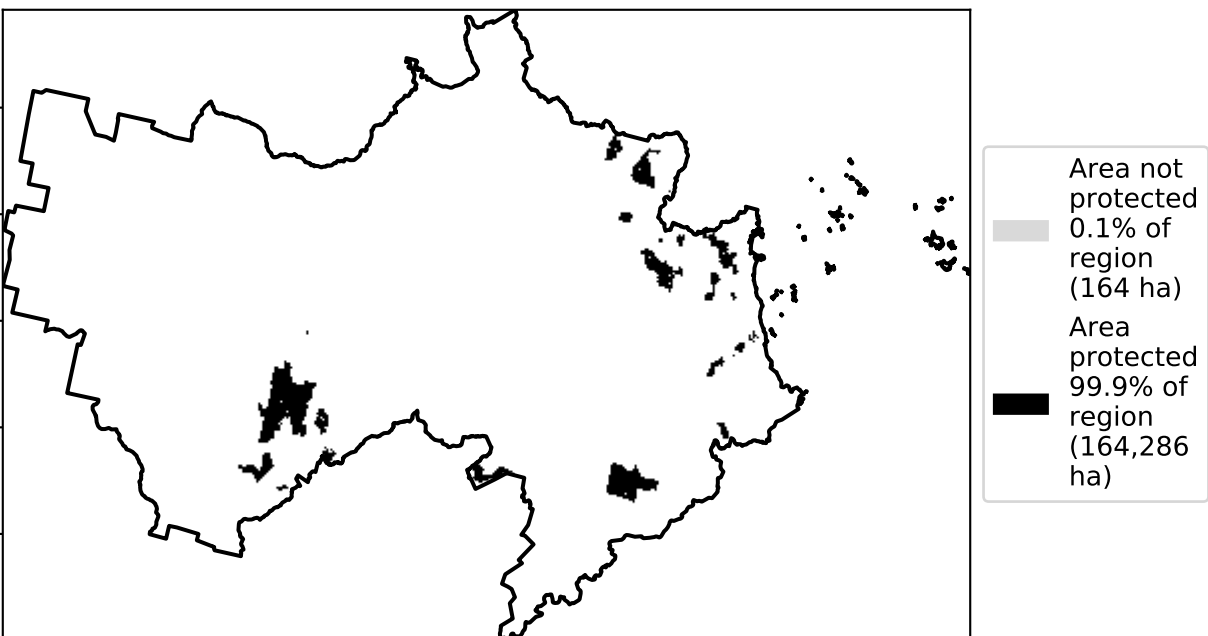 Area not
protected
0.1% of
region
(164 ha)
Area
protected
99.9% of
region
(164,286
ha)